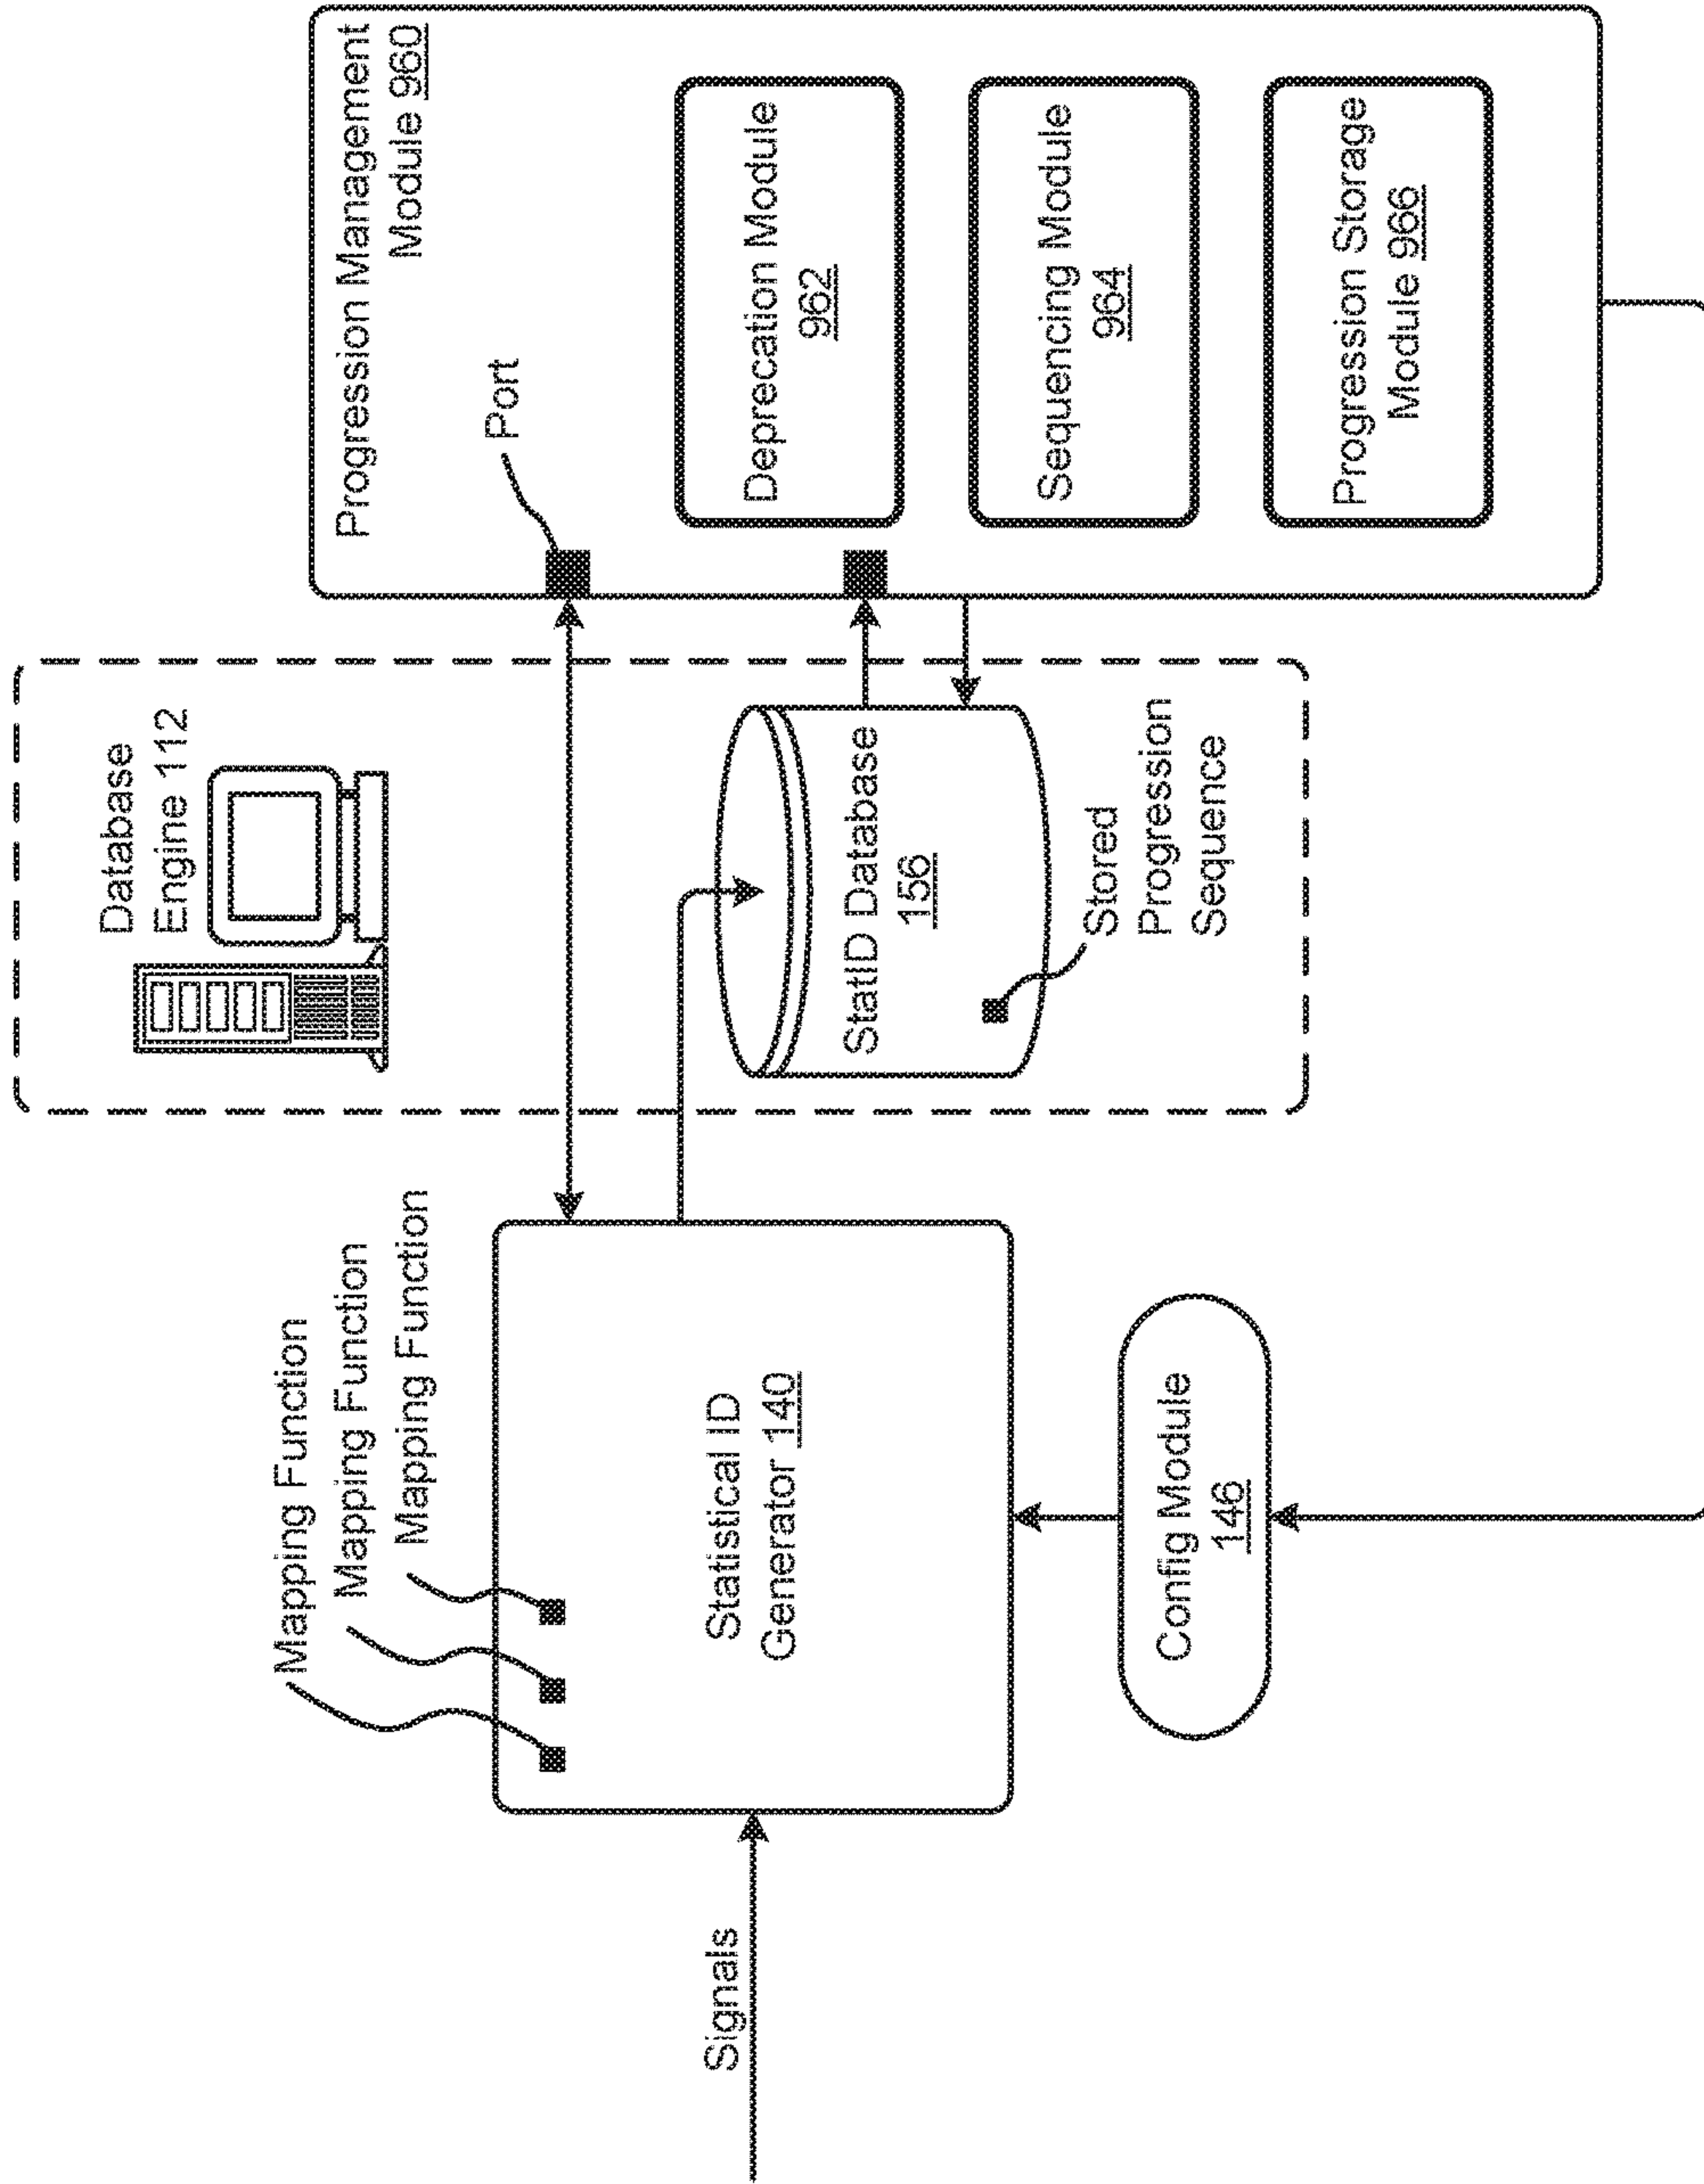 Signals
Mapping Function
Mapping Function
Mapping Function
Statistical ID
Generator 140
Config Module
146
Database
Engine 112
StatID Database
156
Stored
Progression
Sequence
Progression Management
Module 960
Port
Deprecation Module
962
Sequencing Module
964
Progression Storage
Module 966